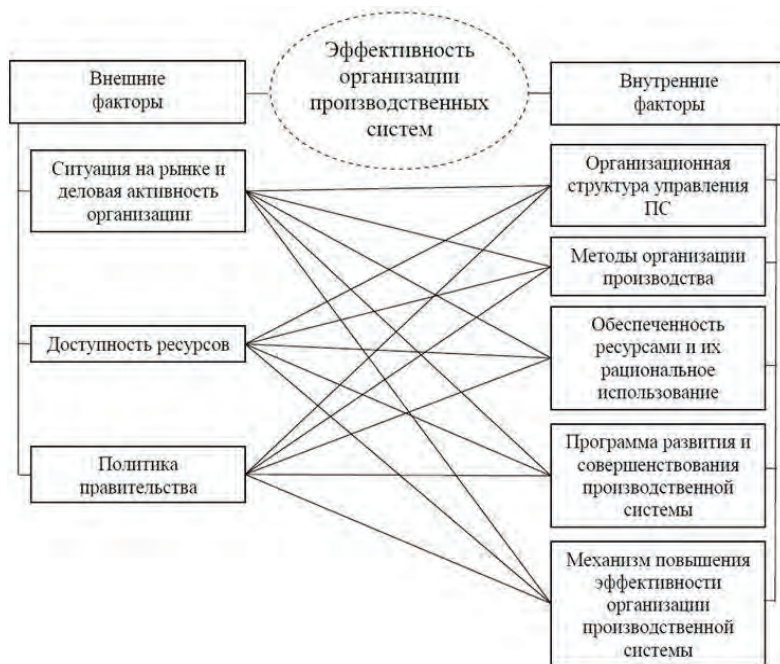 Эффективность
организации
производственных
систем
Внешние
факторы
Внутренние
факторы
Ситуация на рынке и
деловая активность
организации
Доступность ресурсов
Политика
правительства
Организационная
структура управления
ПС
Методы организации
производства
Обеспеченность
ресурсами и их
рациональное
использование
Программа развития и
совершенствования
производственной
системы
Механизм повышения
эффективности
организации
производственной
системы